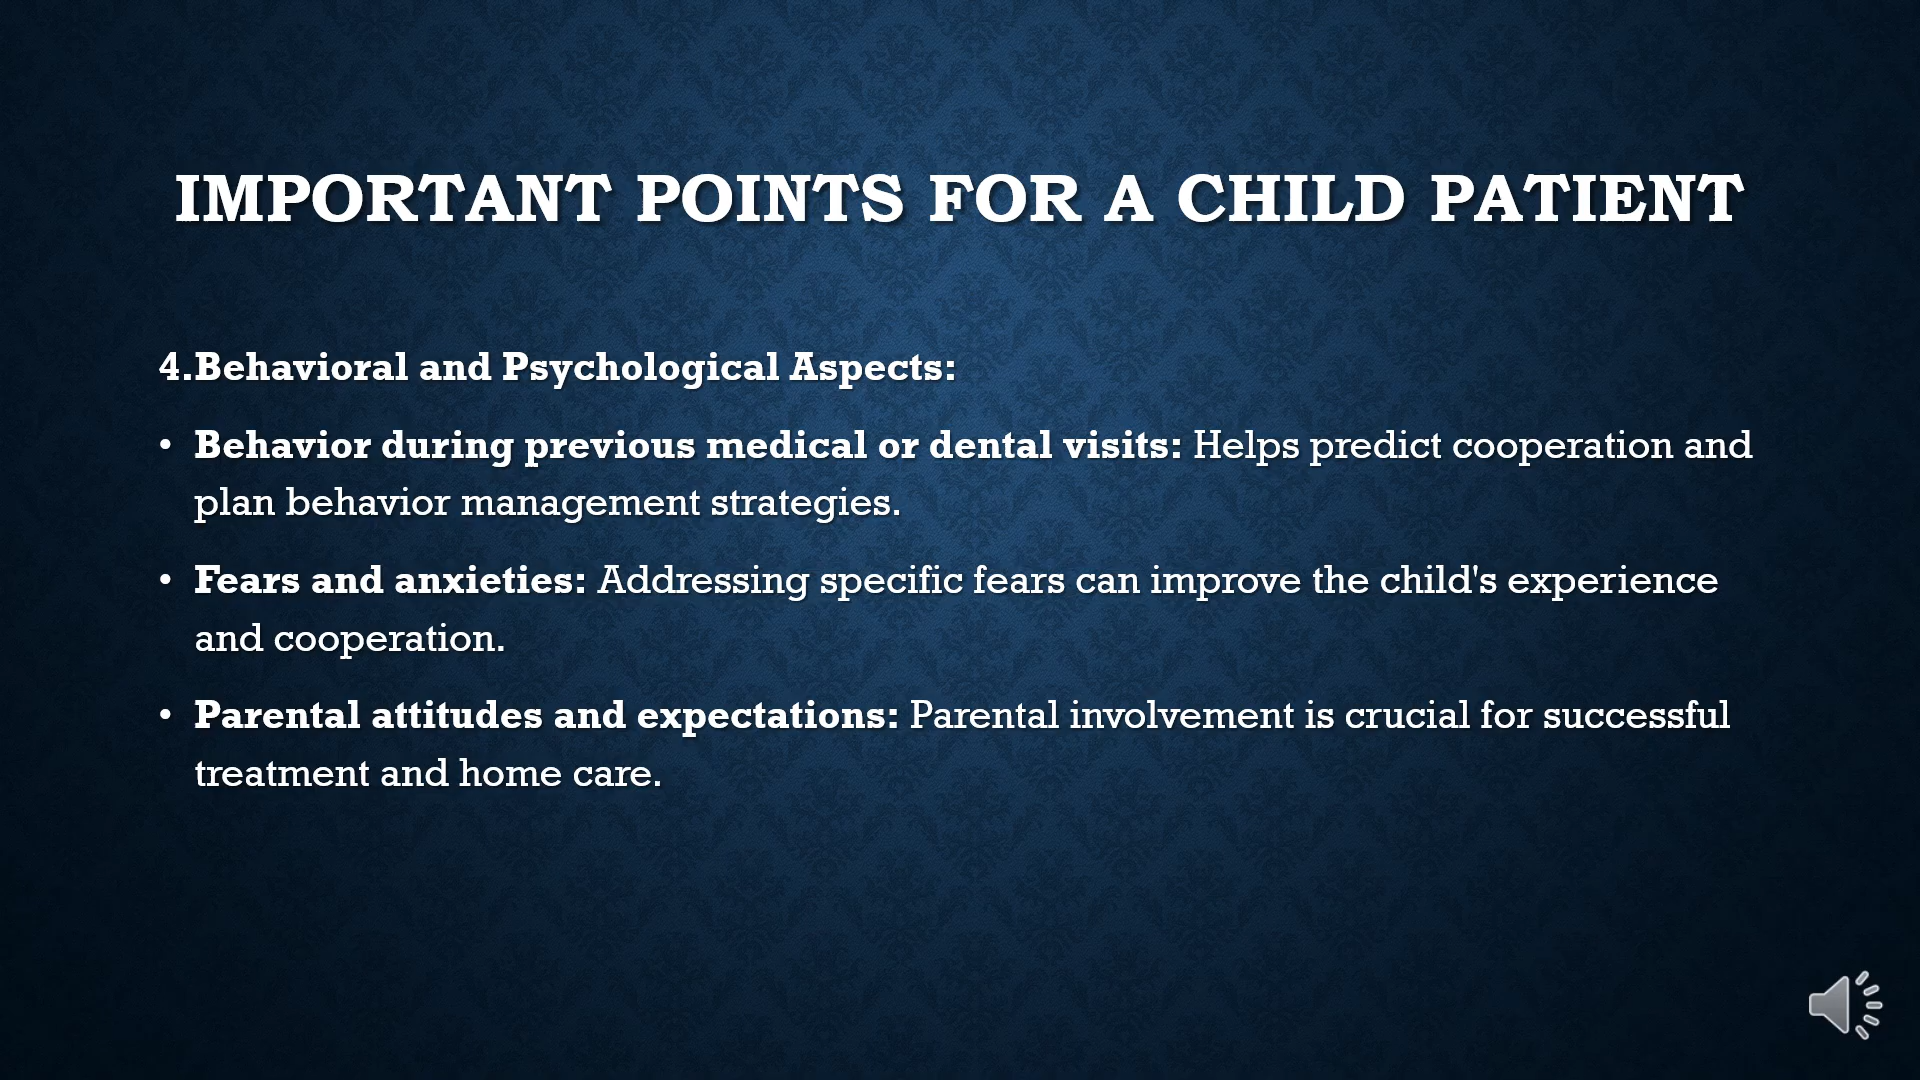 IMPORTANT POINTS FOR A CHILD PATIENT
4.Behavioral and Psychological Aspects:
• Behavior during previous medical or dental visits: Helps predict cooperation and
plan behavior management strategies.
• Fears and anxieties: Addressing specific fears can improve the child's experience
and cooperation.
• Parental attitudes and expectations: Parental involvement is crucial for successful
treatment and home care.